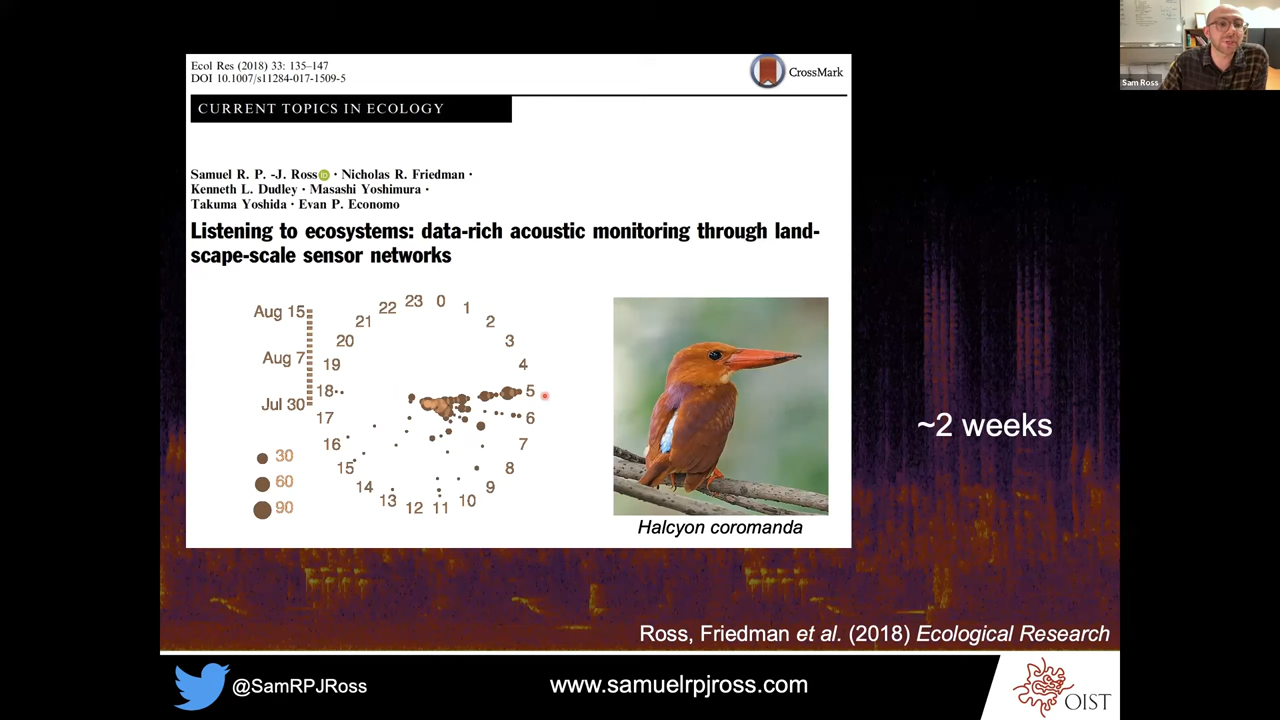 Ecol Res (2018) 33: 135–147
DOI 10.1007/s11284-017-1509-5
CrossMark
CURRENT TOPICS IN ECOLOGY
Samuel R. P. -J. Ross iD · Nicholas R. Friedman ·
Kenneth L. Dudley · Masashi Yoshimura ·
Takuma Yoshida · Evan P. Economo
Listening to ecosystems: data-rich acoustic monitoring through land-
scape-scale sensor networks
Aug 15
Aug 7
Jul 30
30
60
90
0
1
2
3
4
5
6
7
8
9
10
11
12
13
14
15
16
17
18
19
20
21
22
23
Halcyon coromanda
~2 weeks
Sam Ross
Ross, Friedman et al. (2018) Ecological Research
@SamRPJRoss
www.samuelrpjross.com
OIST